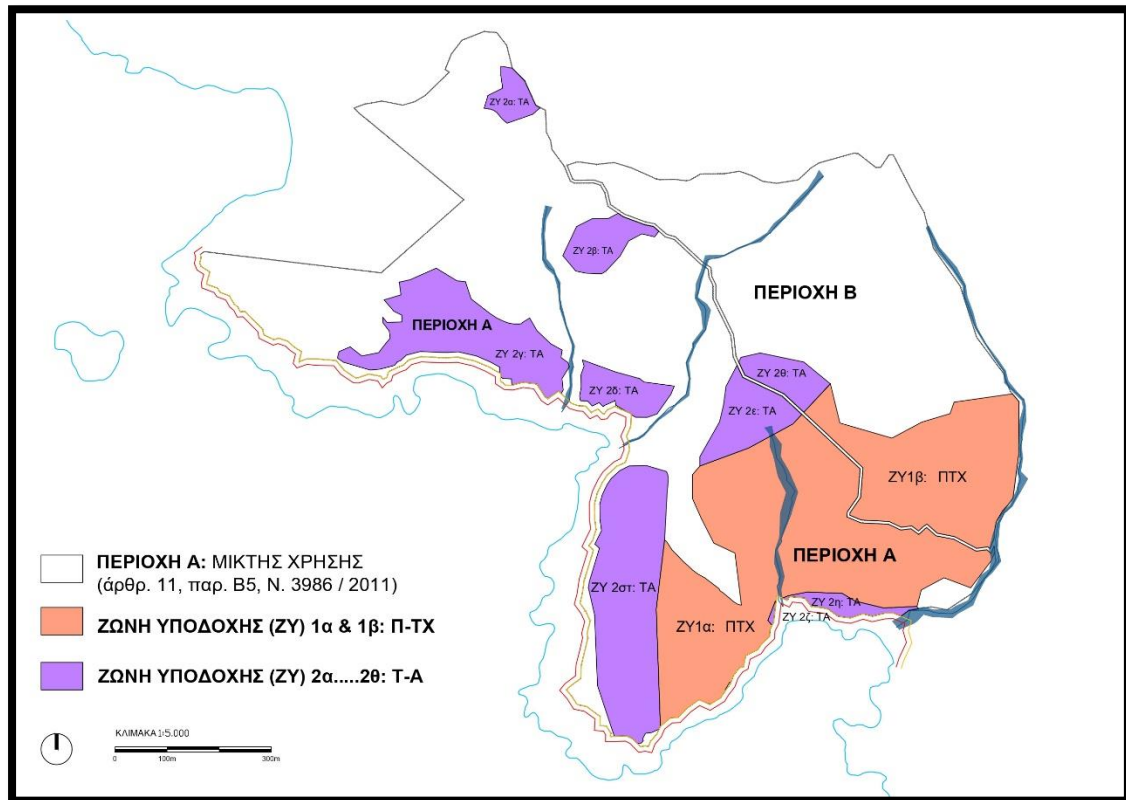 ΖΥ 2α: ΤΑ
ΖΥ 2β: ΤΑ
ΠΕΡΙΟΧΗ Β
ΠΕΡΙΟΧΗ Α
ΖΥ 2γ: ΤΑ
ΖΥ 2δ: ΤΑ
ΖΥ 2θ: ΤΑ
ΖΥ 2ε: ΤΑ
ΖΥ1β: ΠΤΧ
ΠΕΡΙΟΧΗ Α
ΖΥ 2στ: ΤΑ
ΖΥ 2η: ΤΑ
ΖΥ 2ζ: ΤΑ
ΖΥ1α: ΠΤΧ
ΠΕΡΙΟΧΗ Α: ΜΙΚΤΗΣ ΧΡΗΣΗΣ
(άρθρ. 11, παρ. Β5, Ν. 3986 / 2011)
ΖΩΝΗ ΥΠΟΔΟΧΗΣ (ΖΥ) 1α & 1β: Π-ΤΧ
ΖΩΝΗ ΥΠΟΔΟΧΗΣ (ΖΥ) 2α.....2θ: Τ-Α
ΚΛΙΜΑΚΑ 1:5.000
0 100m 300m